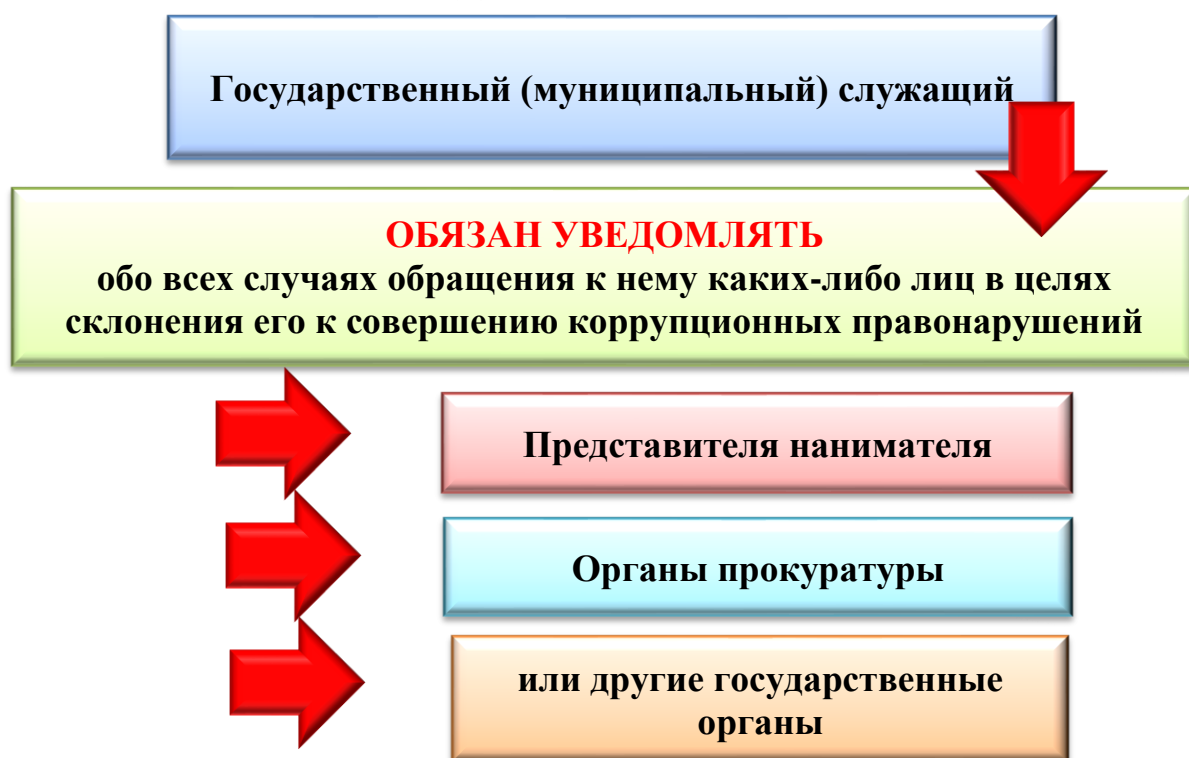 Государственный (муниципальный) служащий
ОБЯЗАН УВЕДОМЛЯТЬ
обо всех случаях обращения к нему каких-либо лиц в целях
склонения его к совершению коррупционных правонарушений
Представителя нанимателя
Органы прокуратуры
или другие государственные
органы